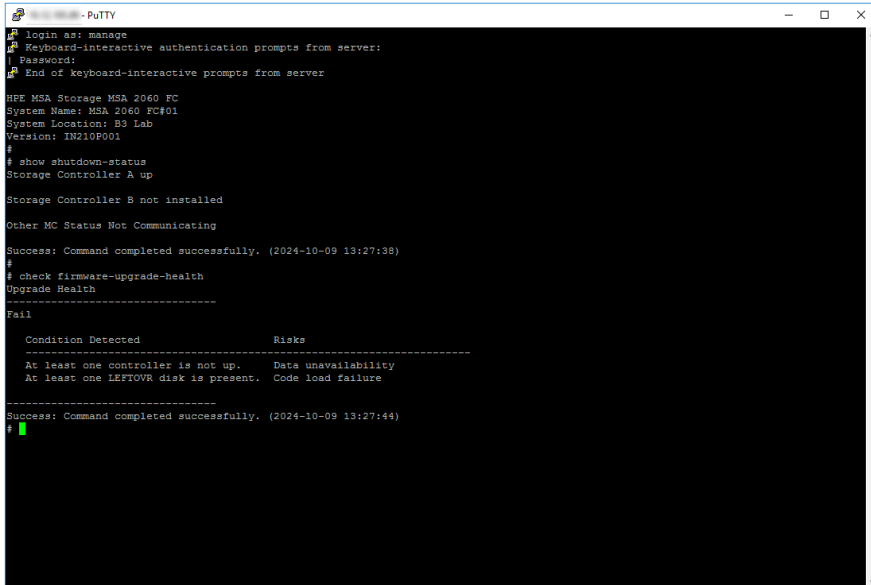 - PuTTY
login as: manage
Keyboard-interactive authentication prompts from server:
| Password:
End of keyboard-interactive prompts from server
HPE MSA Storage MSA 2060 FC
System Name: MSA 2060 FC#01
System Location: B3 Lab
Version: IN210P001
#
# show shutdown-status
Storage Controller A up
Storage Controller B not installed
Other MC Status Not Communicating
Success: Command completed successfully. (2024-10-09 13:27:38)
#
# check firmware-upgrade-health
Upgrade Health
---------------------------------
Fail
Condition Detected Risks
----------------------------------------------------------------------
At least one controller is not up. Data unavailability
At least one LEFTOVR disk is present. Code load failure
---------------------------------
Success: Command completed successfully. (2024-10-09 13:27:44)
#